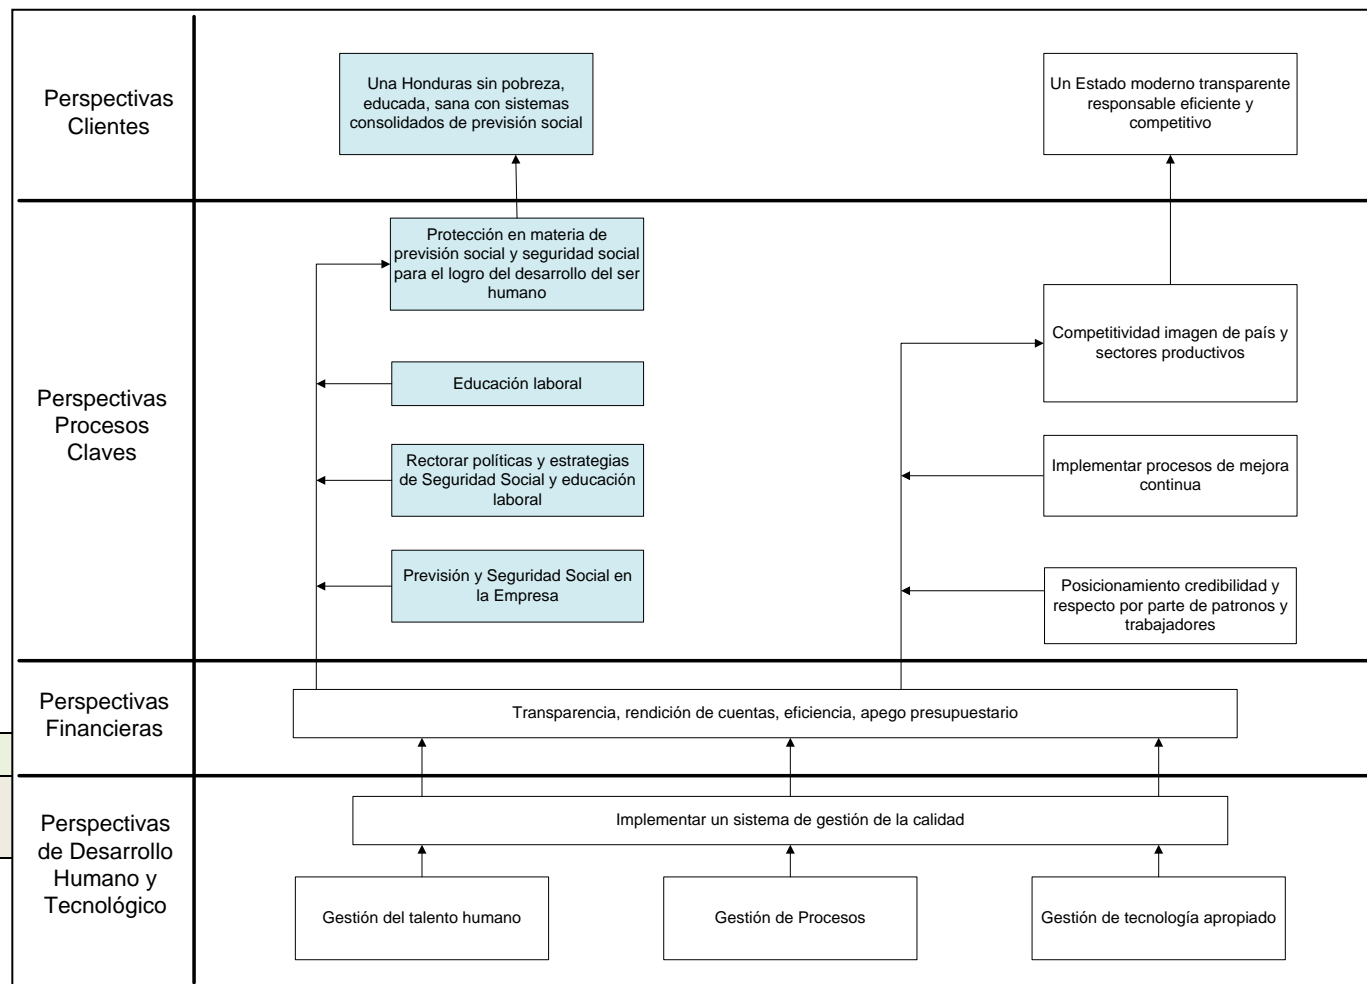 Perspectivas
Clientes
Una Honduras sin pobreza,
educada, sana con sistemas
consolidados de previsión social
Un Estado moderno transparente
responsable eficiente y
competitivo
Perspectivas
Procesos
Claves
Protección en materia de
previsión social y seguridad social
para el logro del desarrollo del ser
humano
Educación laboral
Rectorar políticas y estrategias
de Seguridad Social y educación
laboral
Previsión y Seguridad Social en
la Empresa
Competitividad imagen de país y
sectores productivos
Implementar procesos de mejora
continua
Posicionamiento credibilidad y
respecto por parte de patronos y
trabajadores
Perspectivas
Financieras
Transparencia, rendición de cuentas, eficiencia, apego presupuestario
Perspectivas
de Desarrollo
Humano y
Tecnológico
Implementar un sistema de gestión de la calidad
Gestión del talento humano
Gestión de Procesos
Gestión de tecnología apropiado